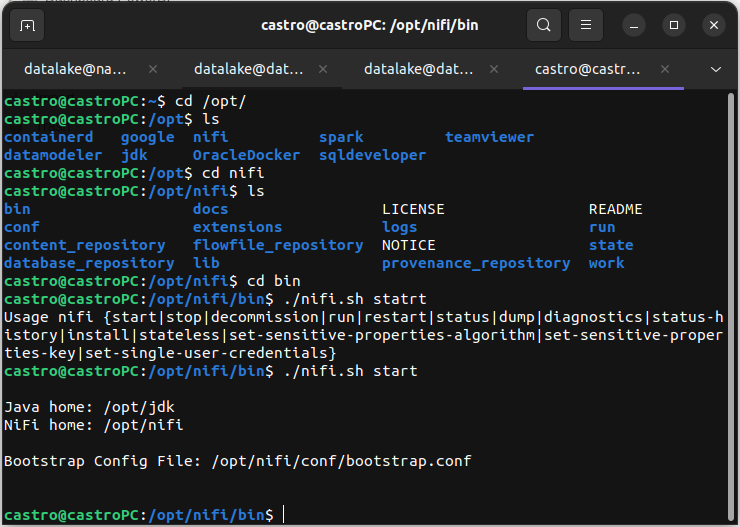 castro@castroPC: /opt/nifi/bin
datalake@na... × datalake@dat... × datalake@dat... × castro@castr... ×
castro@castroPC:~$ cd /opt/
castro@castroPC:/opt$ ls
containerd google nifi spark teamviewer
datamodeler jdk OracleDocker sqldeveloper
castro@castroPC:/opt$ cd nifi
castro@castroPC:/opt/nifi$ ls
bin docs LICENSE README
conf extensions logs run
content_repository flowfile_repository NOTICE state
database_repository lib provenance_repository work
castro@castroPC:/opt/nifi$ cd bin
castro@castroPC:/opt/nifi/bin$ ./nifi.sh statrt
Usage nifi {start|stop|decommission|run|restart|status|dump|diagnostics|status-h
istory|install|stateless|set-sensitive-properties-algorithm|set-sensitive-proper
ties-key|set-single-user-credentials}
castro@castroPC:/opt/nifi/bin$ ./nifi.sh start
Java home: /opt/jdk
NiFi home: /opt/nifi
Bootstrap Config File: /opt/nifi/conf/bootstrap.conf
castro@castroPC:/opt/nifi/bin$